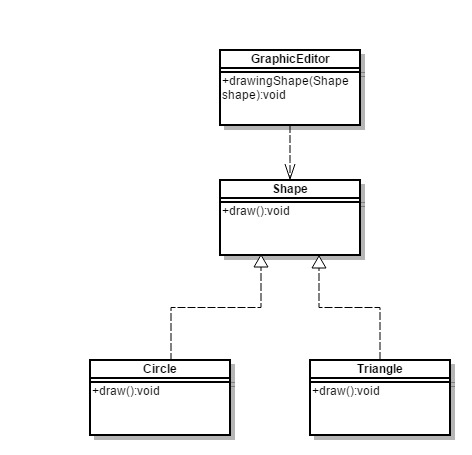 GraphicEditor
+drawingShape(Shape
shape):void
Shape
+draw():void
Circle
+draw():void
Triangle
+draw():void